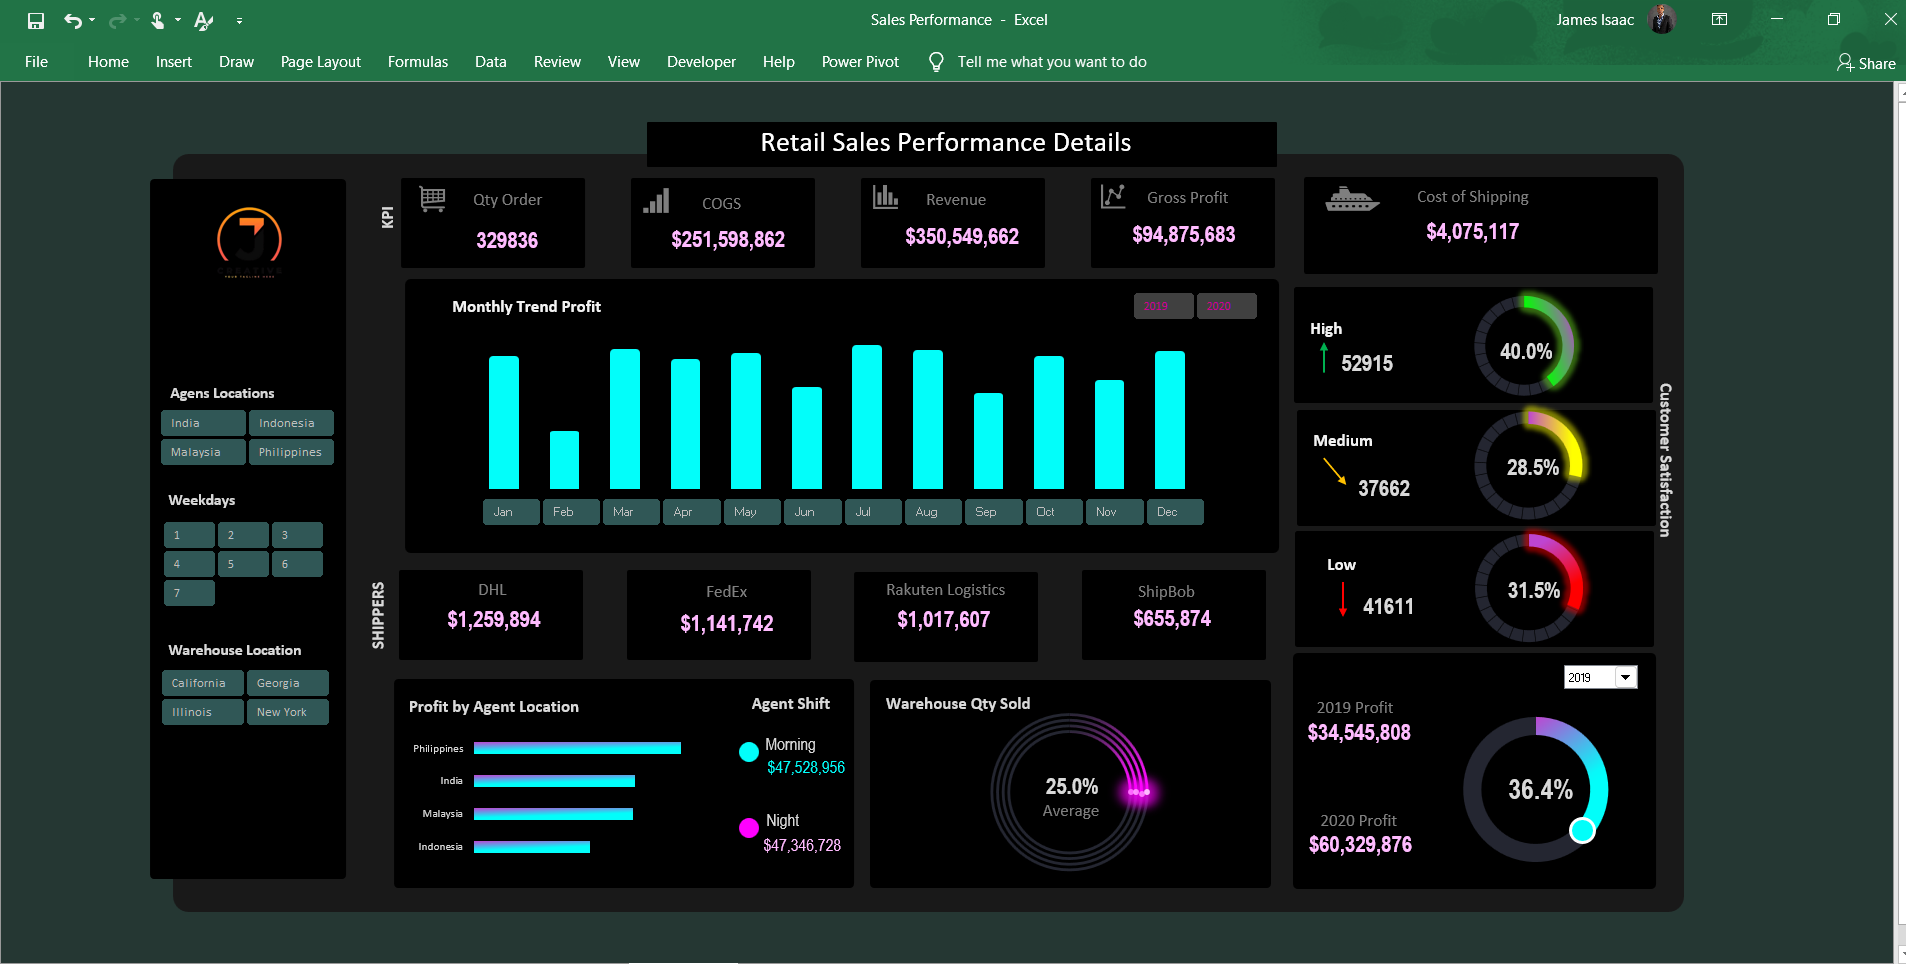 Sales Performance - Excel
James Isaac
File Home Insert Draw Page Layout Formulas Data Review View Developer Help Power Pivot Tell me what you want to do
Share
Retail Sales Performance Details
KPI
Qty Order
329836
COGS
$251,598,862
Revenue
$350,549,662
Gross Profit
$94,875,683
Cost of Shipping
$4,075,117
Agens Locations
India Indonesia
Malaysia Philippines
Weekdays
1 2 3
4 5 6
7
Warehouse Location
California Georgia
Illinois New York
Monthly Trend Profit
2019 2020
Jan Feb Mar Apr May Jun Jul Aug Sep Oct Nov Dec
Customer Satisfaction
High
52915
40.0%
Medium
37662
28.5%
Low
41611
31.5%
SHIPPERS
DHL
$1,259,894
FedEx
$1,141,742
Rakuten Logistics
$1,017,607
ShipBob
$655,874
Profit by Agent Location
Philippines
India
Malaysia
Indonesia
Agent Shift
Morning
$47,528,956
Night
$47,346,728
Warehouse Qty Sold
25.0%
Average
2019
2019 Profit
$34,545,808
36.4%
2020 Profit
$60,329,876